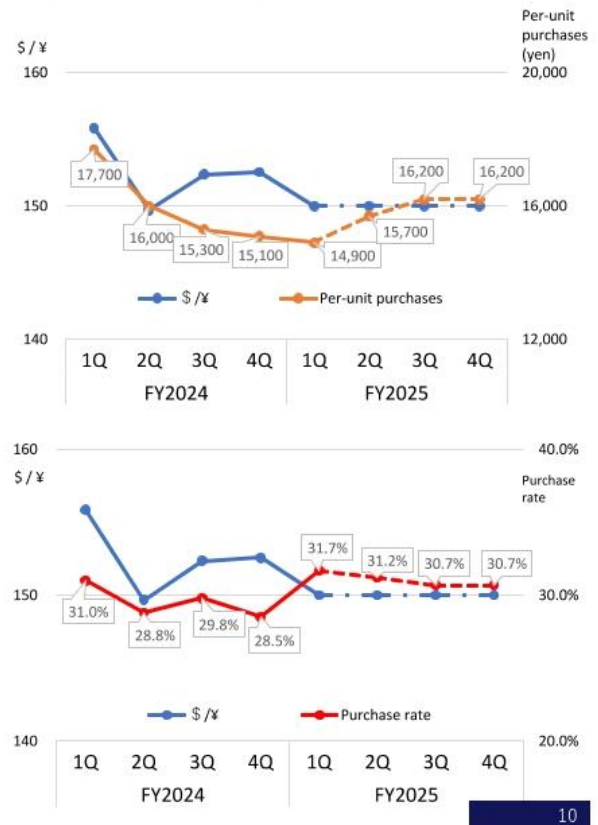 $ / ¥
Per-unit
purchases
(yen)
160
20,000
17,700
16,200
16,200
150
16,000
16,000
15,300
15,100
14,900
15,700
$ /¥
Per-unit purchases
140
12,000
1Q 2Q 3Q 4Q 1Q 2Q 3Q 4Q
FY2024 FY2025
160
40.0%
$ / ¥
Purchase
rate
31.7%
31.2%
30.7%
30.7%
150
30.0%
31.0%
28.8%
29.8%
28.5%
$ /¥
Purchase rate
140
20.0%
1Q 2Q 3Q 4Q 1Q 2Q 3Q 4Q
FY2024 FY2025
10